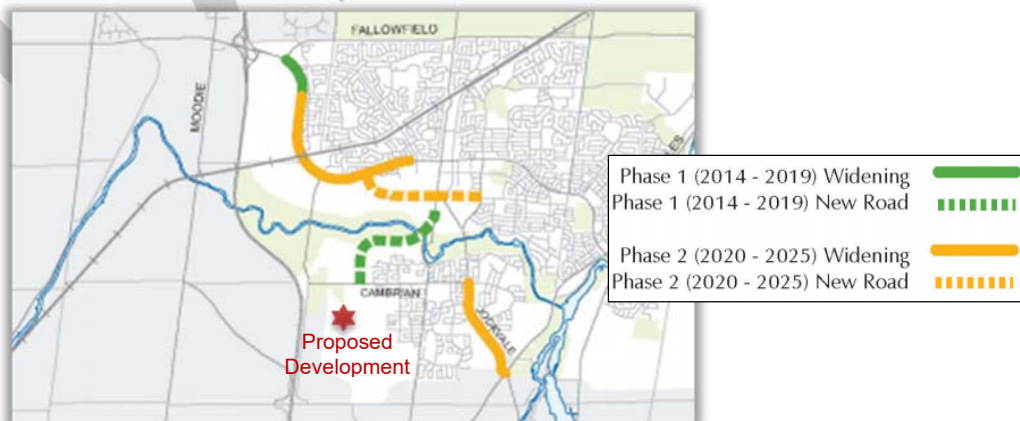 FALLOWFIELD
MOODIE
CAMBRIAN
JOCKVALE
Proposed
Development
Phase 1 (2014 - 2019) Widening
Phase 1 (2014 - 2019) New Road
Phase 2 (2020 - 2025) Widening
Phase 2 (2020 - 2025) New Road